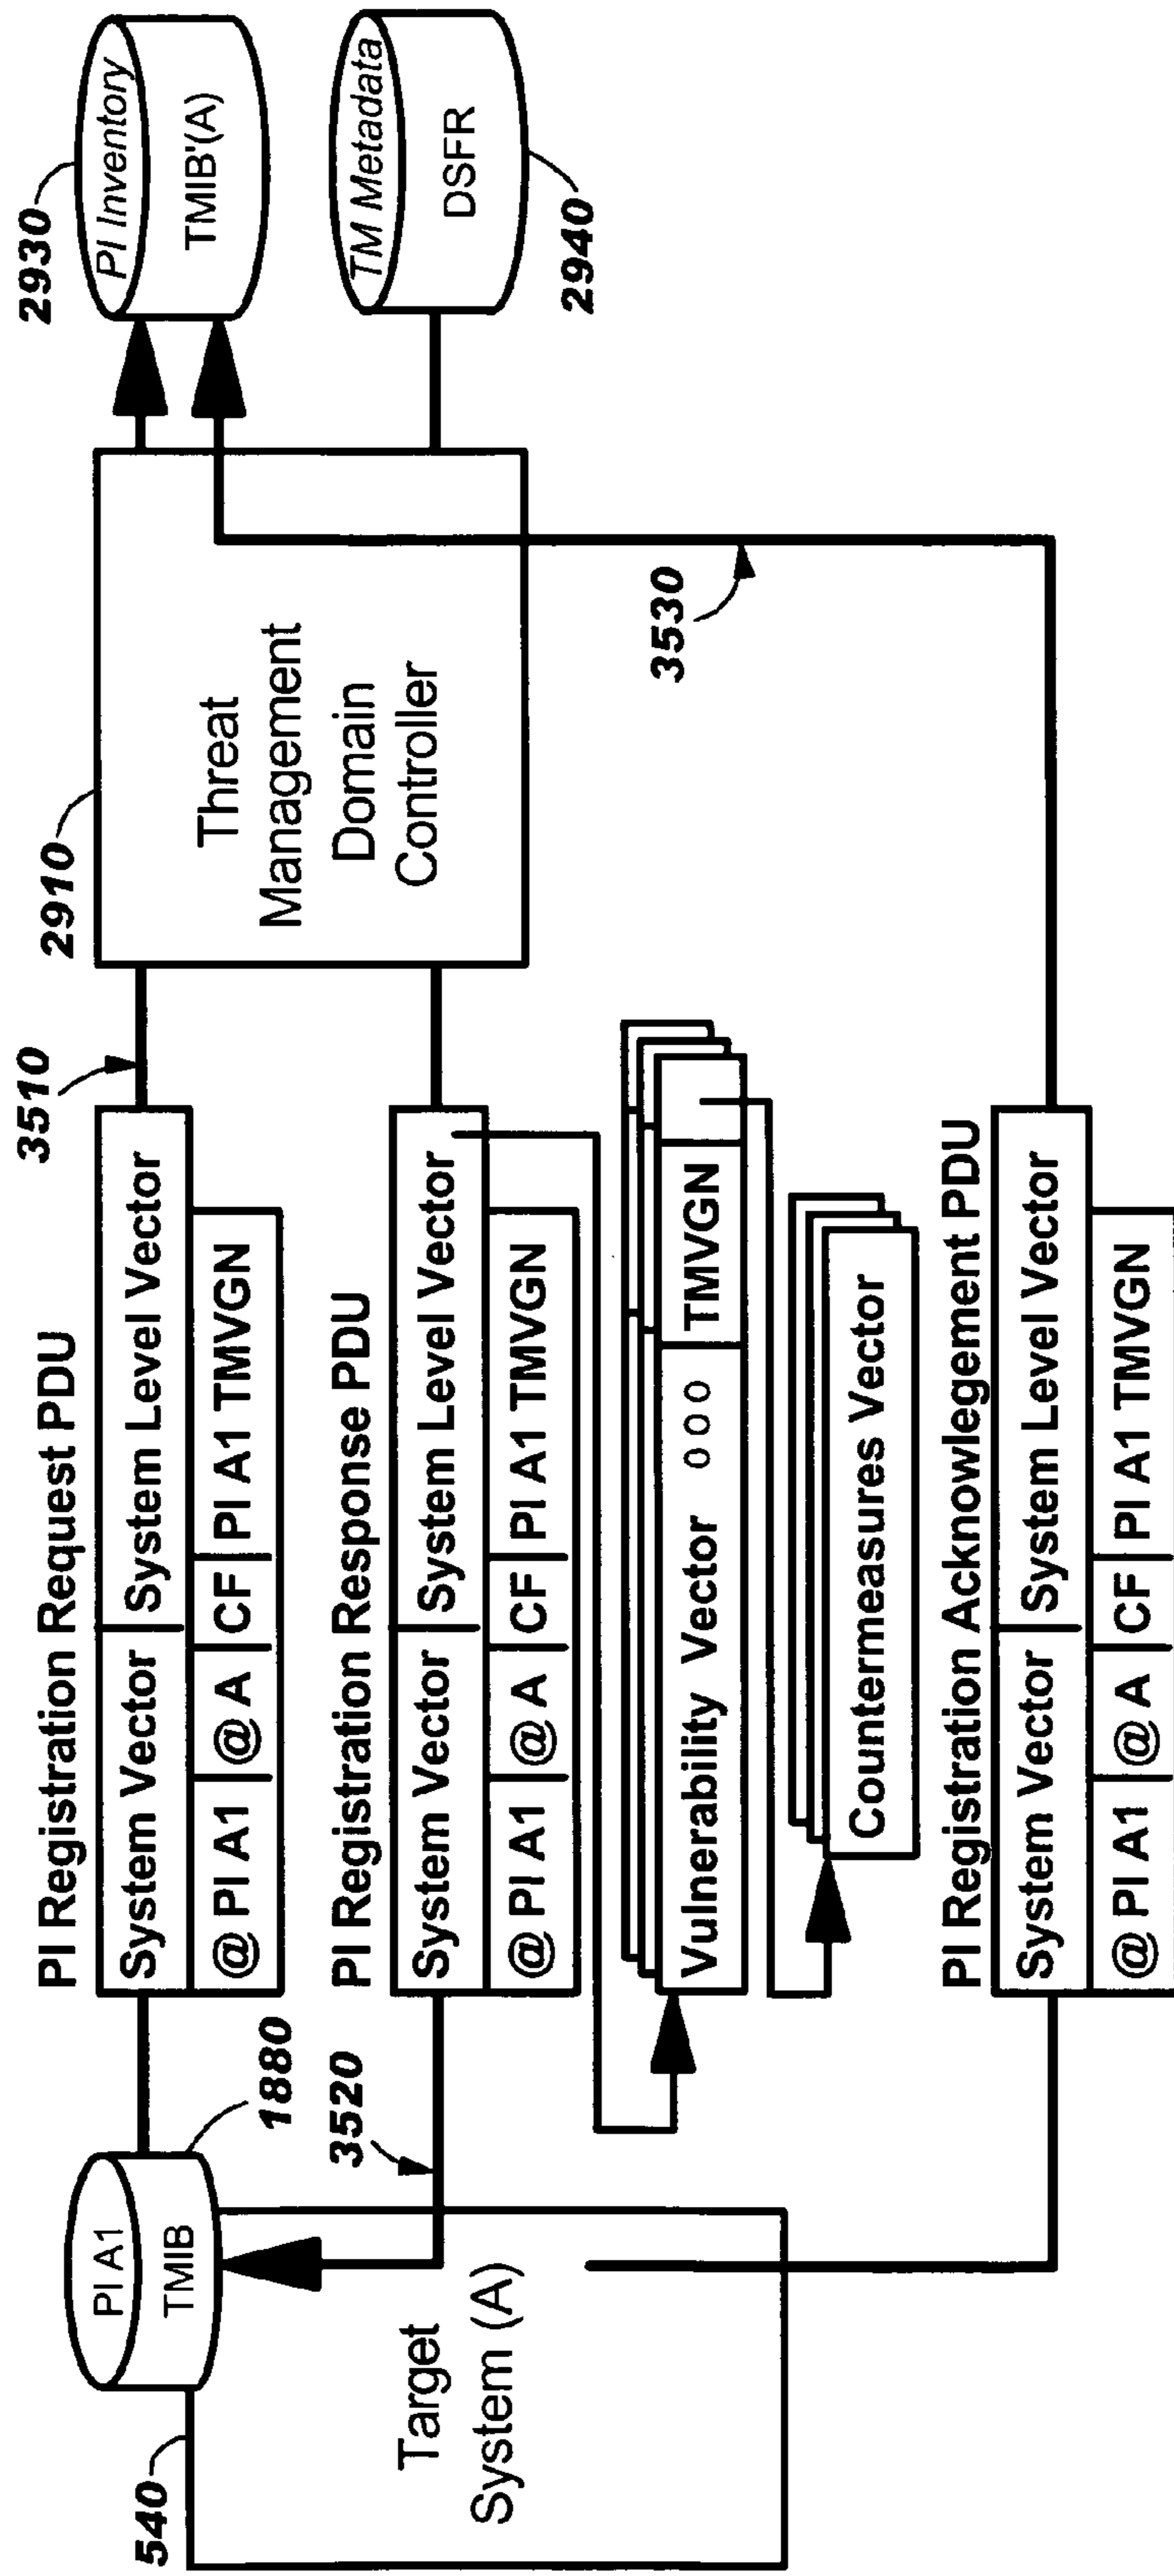 540
Target
System (A)
PI A1
TMIB
1880
PI Registration Request PDU
System Vector
System Level Vector
@ PI A1
@ A
CF
PI A1 TMVGN
3510
3520
PI Registration Response PDU
System Vector
System Level Vector
@ PI A1
@ A
CF
PI A1 TMVGN
Vulnerability Vector o o o
TMVGN
Countermeasures Vector
PI Registration Acknowlegement PDU
System Vector
System Level Vector
@ PI A1
@ A
CF
PI A1 TMVGN
2910
Threat
Management
Domain
Controller
3530
2930
PI Inventory
TMIB'(A)
TM Metadata
DSFR
2940